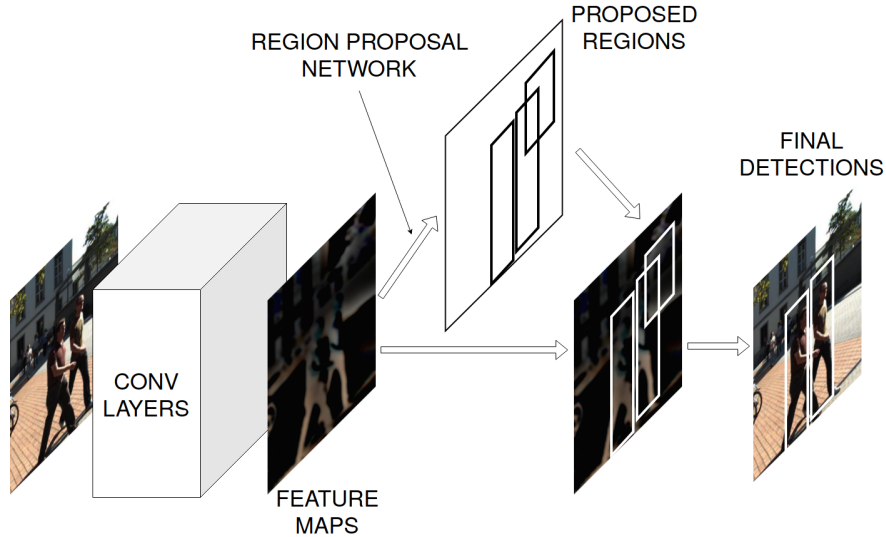 REGION PROPOSAL
NETWORK
PROPOSED
REGIONS
FINAL
DETECTIONS
CONV
LAYERS
FEATURE
MAPS